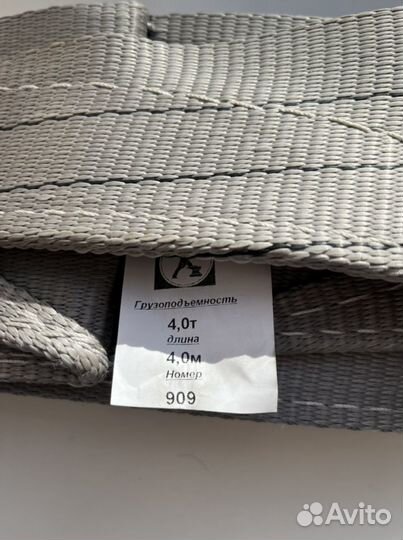 Грузоподъемность
4,0т
длина
4,0м
Номер
909
Avito